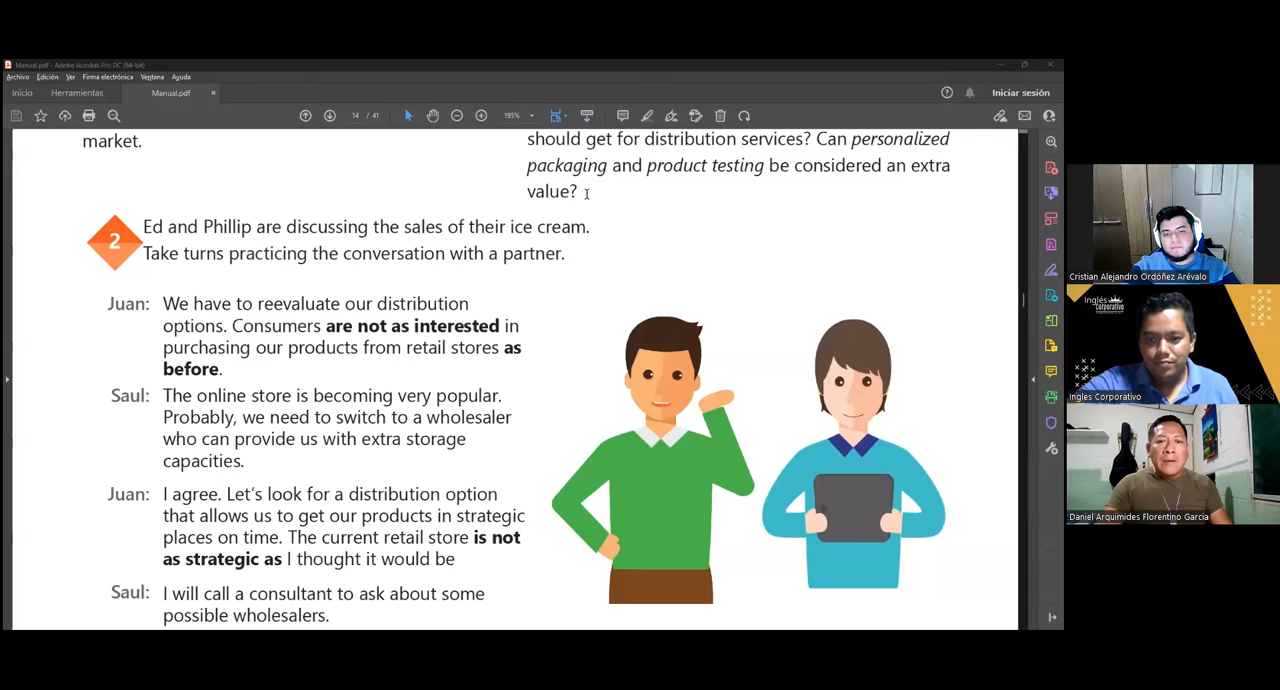 Manual.pdf - Adobe Acrobat Pro DC (64-bit)
Archivo Edición Ver Firma electrónica Ventana Ayuda
Inicio Herramientas Manual.pdf × Iniciar sesión
14 / 41 195%
market.
should get for distribution services? Can personalized
packaging and product testing be considered an extra
value?
2
Ed and Phillip are discussing the sales of their ice cream.
Take turns practicing the conversation with a partner.
Juan: We have to reevaluate our distribution
options. Consumers are not as interested in
purchasing our products from retail stores as
before.
Saul: The online store is becoming very popular.
Probably, we need to switch to a wholesaler
who can provide us with extra storage
capacities.
Juan: I agree. Let’s look for a distribution option
that allows us to get our products in strategic
places on time. The current retail store is not
as strategic as I thought it would be
Saul: I will call a consultant to ask about some
possible wholesalers.
Cristian Alejandro Ordóñez Arévalo
Inglés
corporativo
Ingles Corporativo
Daniel Arquimides Florentino Garcia